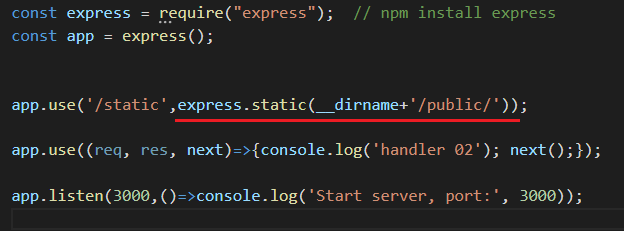 const express = require("express");  // npm install express
const app = express();
app.use('/static',express.static(__dirname+'/public/'));
app.use((req, res, next)=>{console.log('handler 02'); next();});
app.listen(3000,()=>console.log('Start server, port:', 3000));